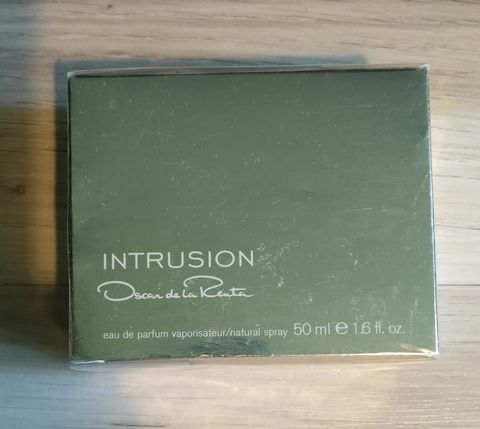 INTRUSION
Oscar de la Renta
eau de parfum vaporisateur/natural spray 50 ml ℮ 1.6 fl. oz.